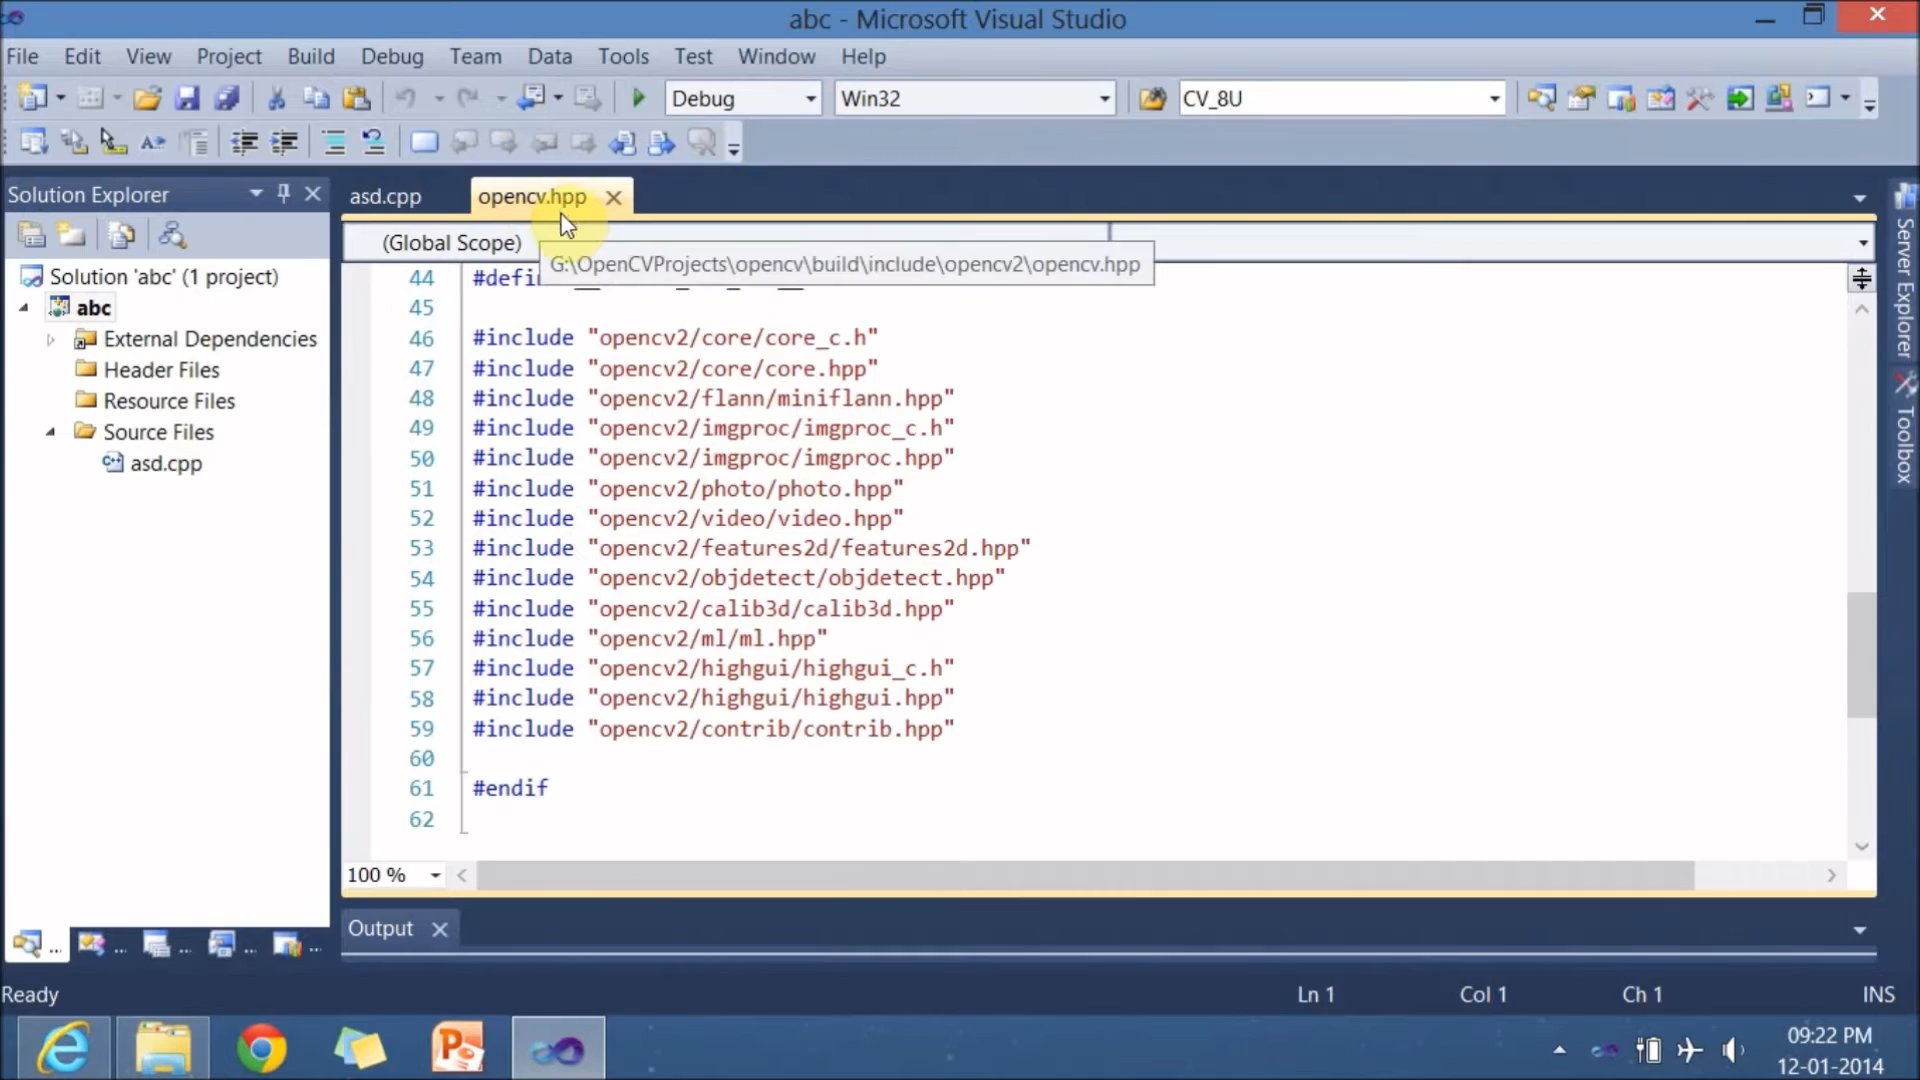 abc - Microsoft Visual Studio
File Edit View Project Build Debug Team Data Tools Test Window Help
Debug Win32 CV_8U
Solution Explorer
asd.cpp opencv.hpp
(Global Scope)
G:\OpenCVProjects\opencv\build\include\opencv2\opencv.hpp
Solution 'abc' (1 project)
abc
External Dependencies
Header Files
Resource Files
Source Files
asd.cpp
44 #defin
45
46 #include "opencv2/core/core_c.h"
47 #include "opencv2/core/core.hpp"
48 #include "opencv2/flann/miniflann.hpp"
49 #include "opencv2/imgproc/imgproc_c.h"
50 #include "opencv2/imgproc/imgproc.hpp"
51 #include "opencv2/photo/photo.hpp"
52 #include "opencv2/video/video.hpp"
53 #include "opencv2/features2d/features2d.hpp"
54 #include "opencv2/objdetect/objdetect.hpp"
55 #include "opencv2/calib3d/calib3d.hpp"
56 #include "opencv2/ml/ml.hpp"
57 #include "opencv2/highgui/highgui_c.h"
58 #include "opencv2/highgui/highgui.hpp"
59 #include "opencv2/contrib/contrib.hpp"
60
61 #endif
62
100 %
Server Explorer
Toolbox
... ... ... ... ...
Output
Ready Ln 1 Col 1 Ch 1 INS
09:22 PM
12-01-2014